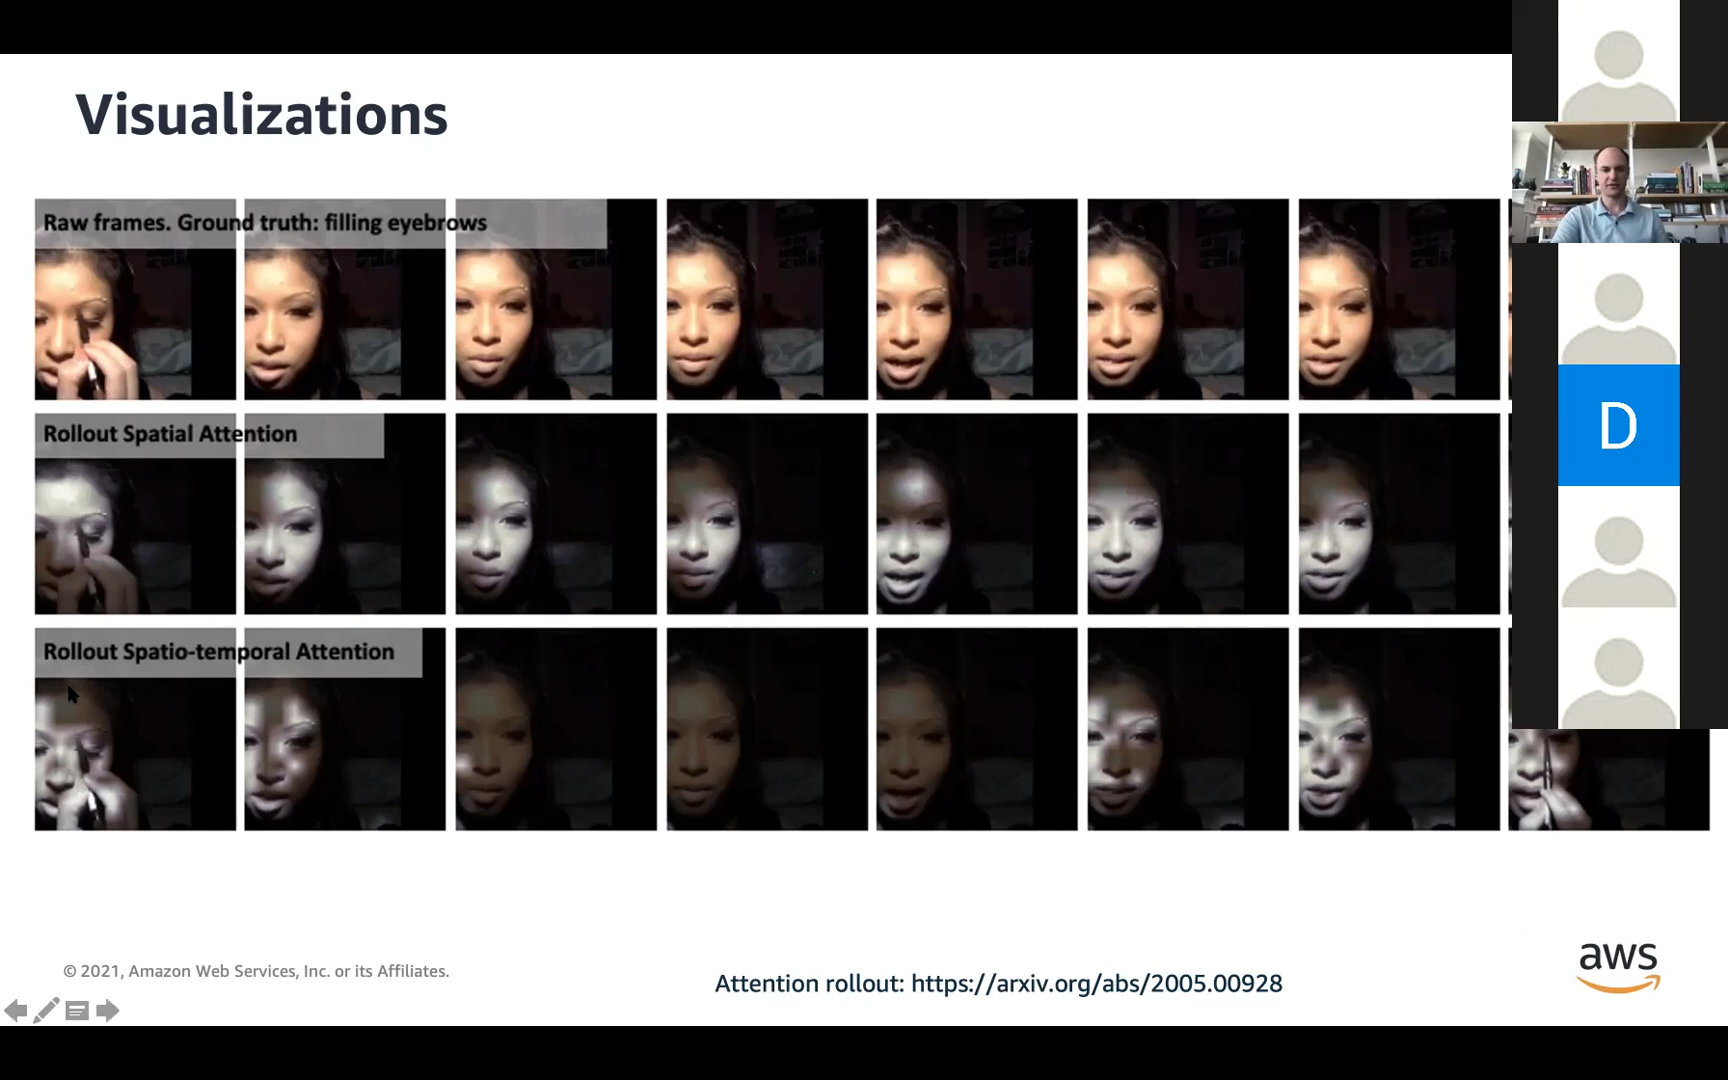 Visualizations
Raw frames. Ground truth: filling eyebrows
Rollout Spatial Attention
D
Rollout Spatio-temporal Attention
© 2021, Amazon Web Services, Inc. or its Affiliates.
Attention rollout: https://arxiv.org/abs/2005.00928
aws